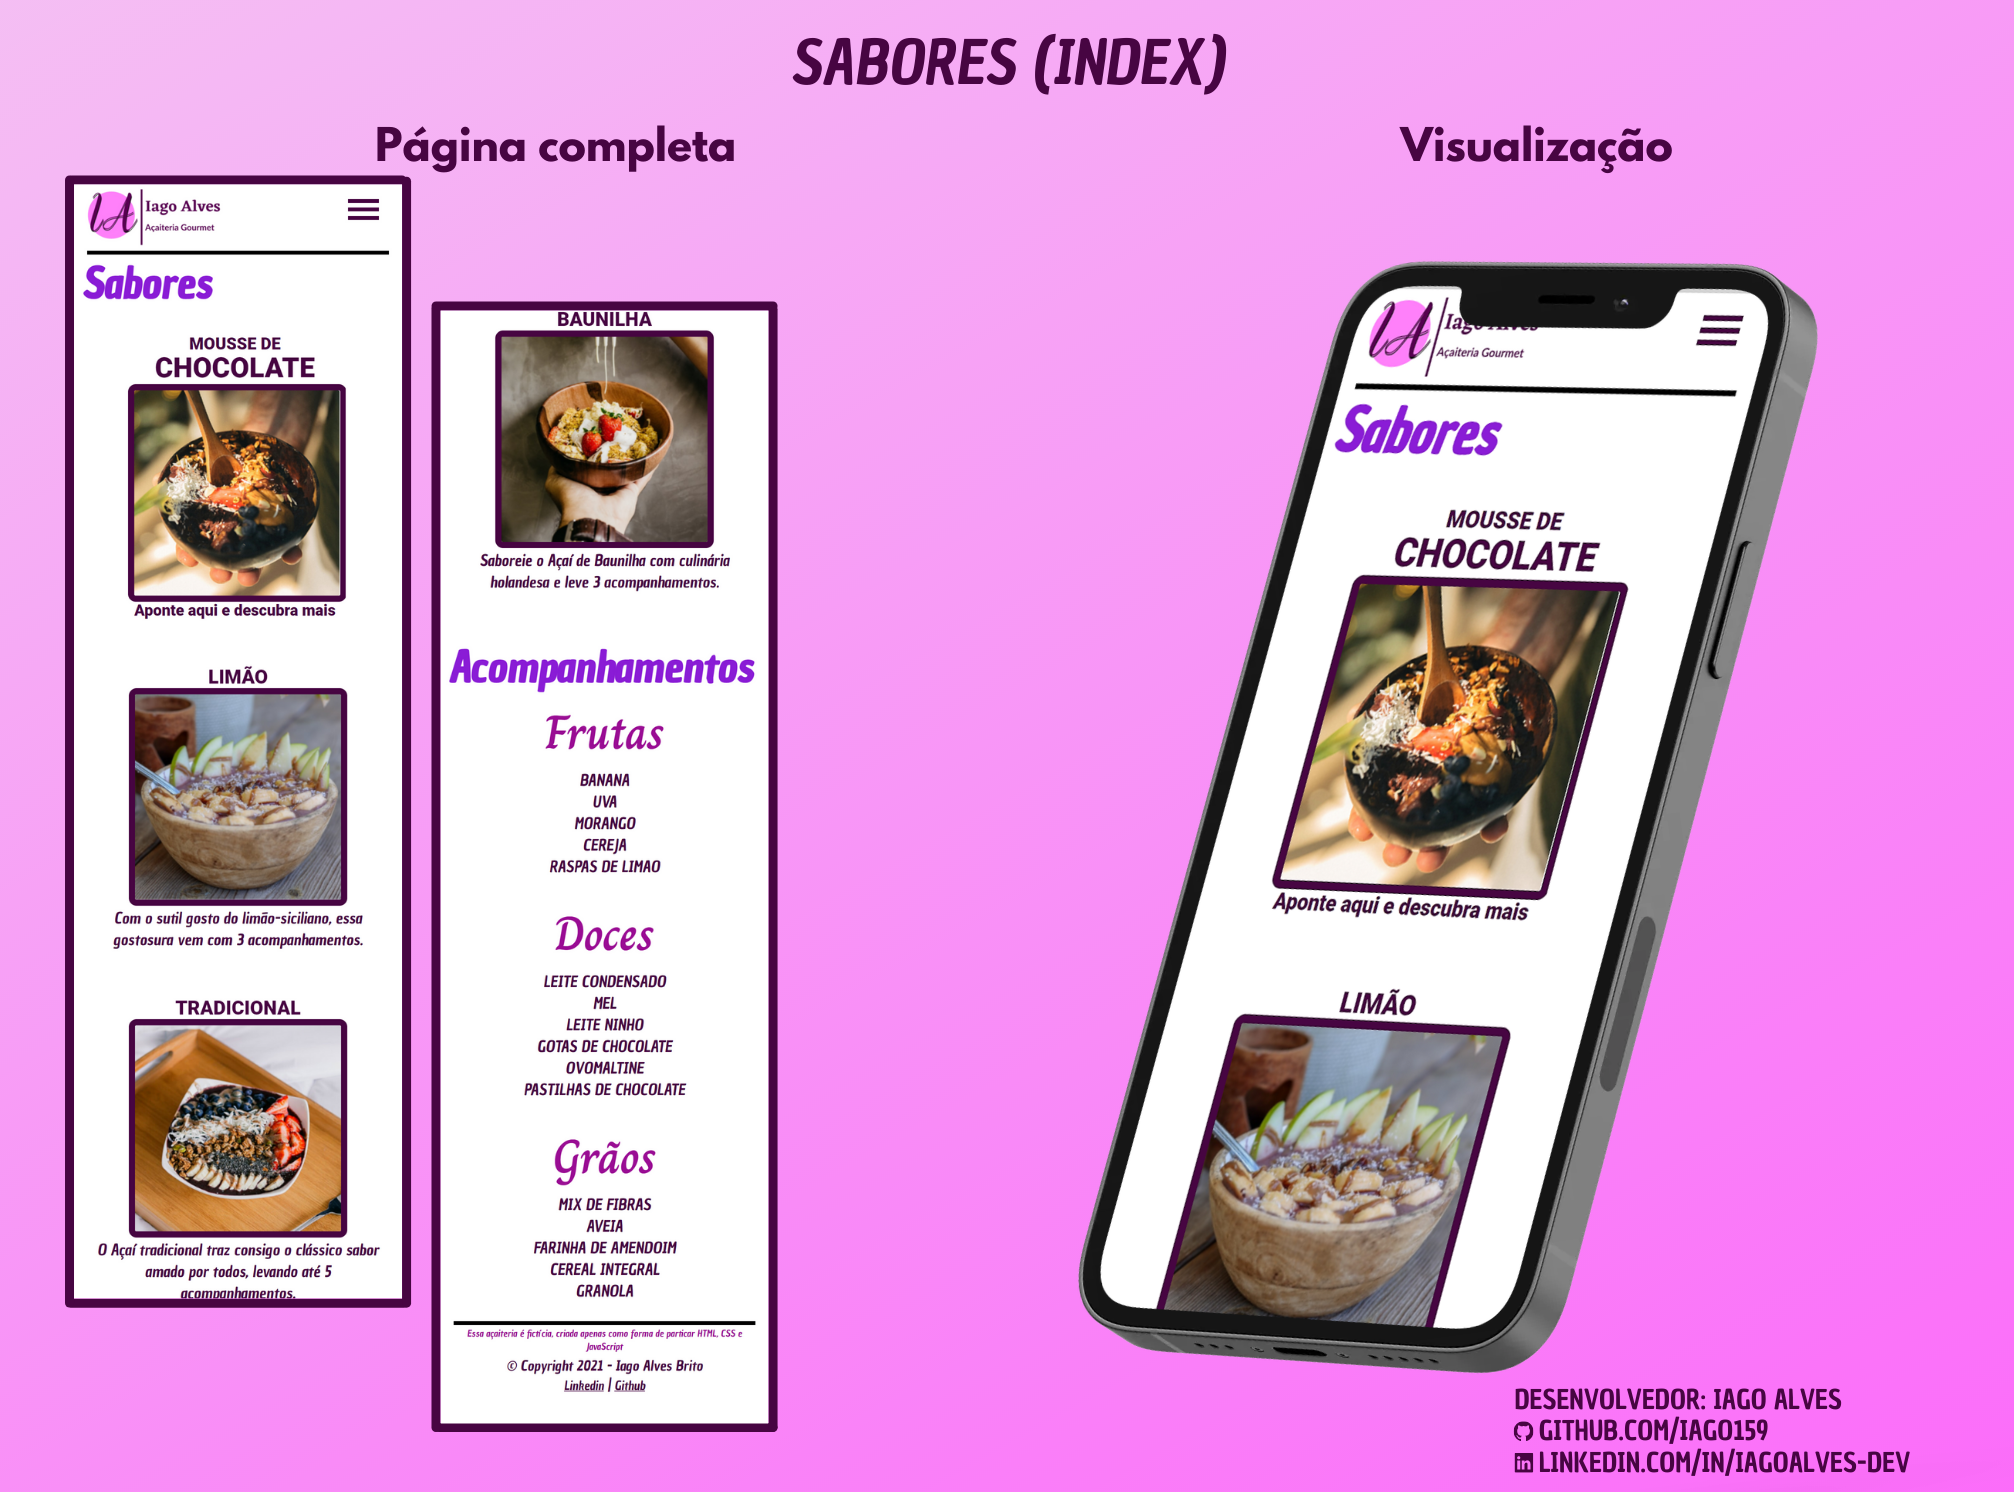 SABORES (INDEX)
Página completa
Visualização
IA
Iago Alves
Açaiteria Gourmet
Sabores
MOUSSE DE
CHOCOLATE
Aponte aqui e descubra mais
LIMÃO
Com o sutil gosto do limão-siciliano, essa
gostosura vem com 3 acompanhamentos.
TRADICIONAL
O Açaí tradicional traz consigo o clássico sabor
amado por todos, levando até 5
acompanhamentos.
BAUNILHA
Saboreie o Açaí de Baunilha com culinária
holandesa e leve 3 acompanhamentos.
Acompanhamentos
Frutas
BANANA
UVA
MORANGO
CEREJA
RASPAS DE LIMAO
Doces
LEITE CONDENSADO
MEL
LEITE NINHO
GOTAS DE CHOCOLATE
OVOMALTINE
PASTILHAS DE CHOCOLATE
Grãos
MIX DE FIBRAS
AVEIA
FARINHA DE AMENDOIM
CEREAL INTEGRAL
GRANOLA
Essa açaiteria é fictícia, criada apenas como forma de particar HTML, CSS e
JavaScript
© Copyright 2021 - Iago Alves Brito
Linkedin | Github
IA
Iago Alves
Açaiteria Gourmet
Sabores
MOUSSE DE
CHOCOLATE
Aponte aqui e descubra mais
LIMÃO
DESENVOLVEDOR: IAGO ALVES
GITHUB.COM/IAGO159
LINKEDIN.COM/IN/IAGOALVES-DEV